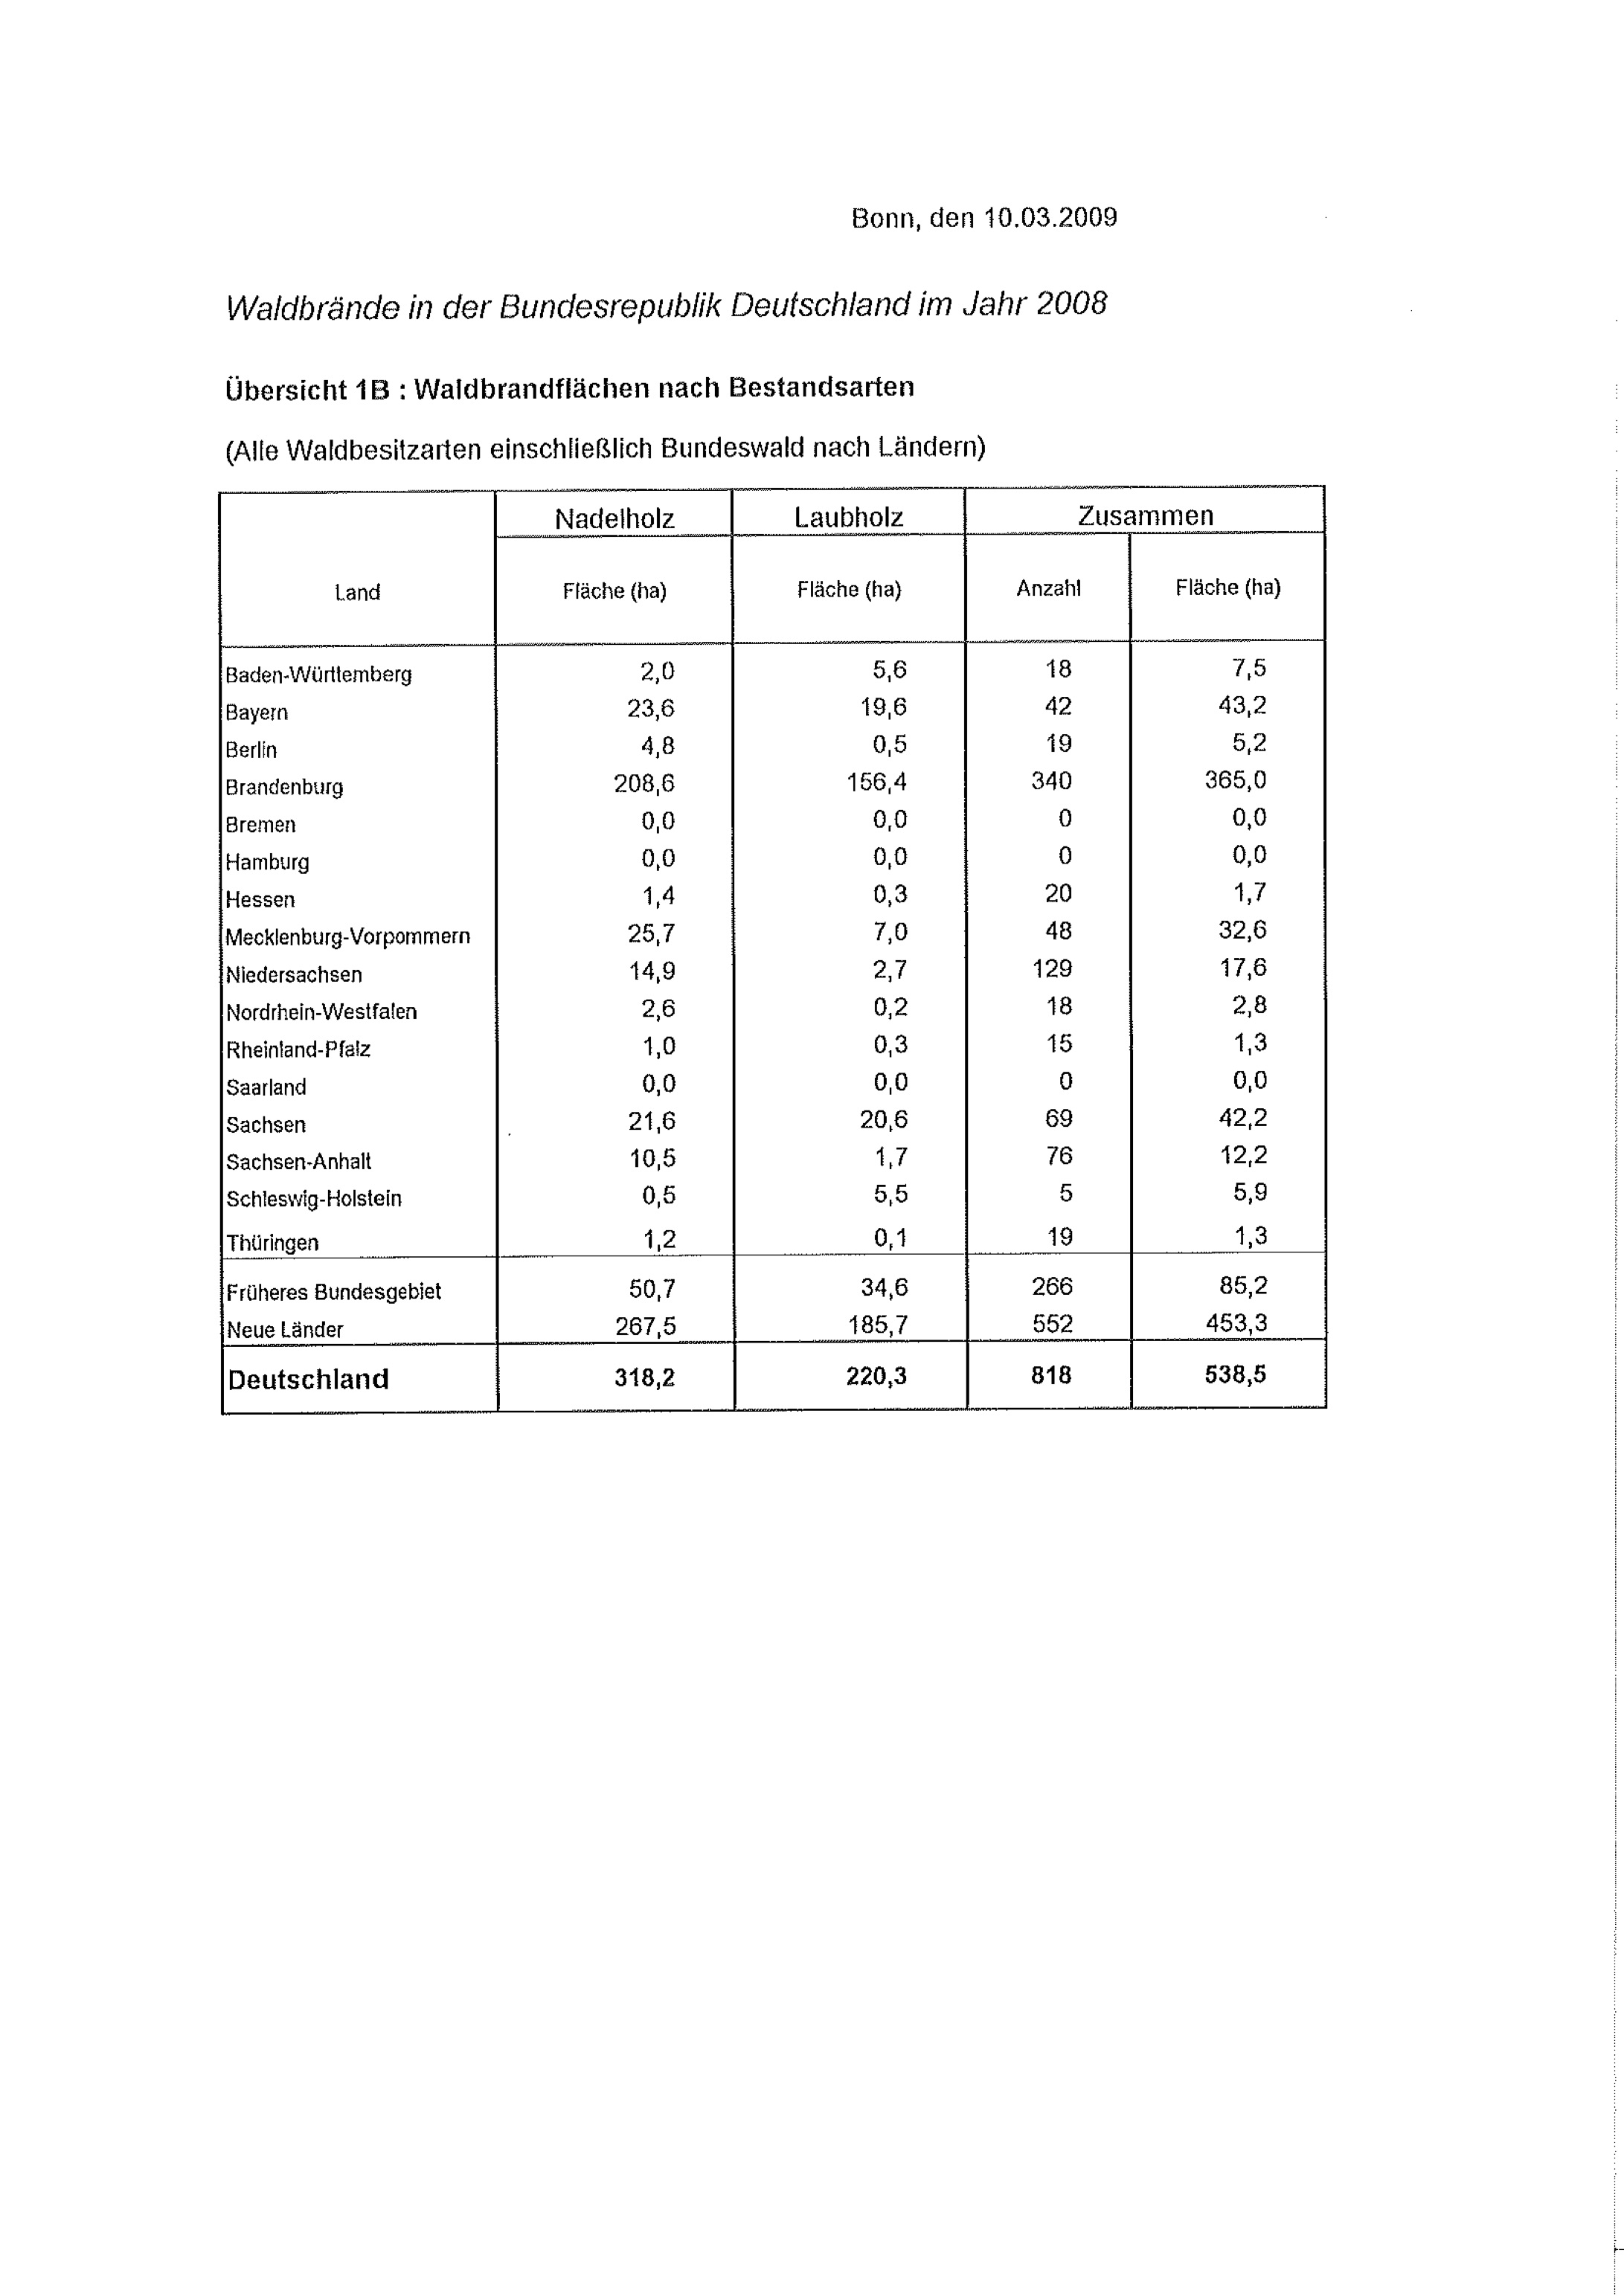 Bonn, den 10.03.2009
Waldbrände in der Bundesrepublik Deutschland im Jahr 2008
Übersicht 1B : Waldbrandflächen nach Bestandsarten
(Alle Waldbesitzarten einschließlich Bundeswald nach Ländern)
Nadelholz Laubholz Zusammen
Land Fläche (ha) Fläche (ha) Anzahl Fläche (ha)
Baden-Württemberg 2,0 5,6 18 7,5
Bayern 23,6 19,6 42 43,2
Berlin 4,8 0,5 19 5,2
Brandenburg 208,6 156,4 340 365,0
Bremen 0,0 0,0 0 0,0
Hamburg 0,0 0,0 0 0,0
Hessen 1,4 0,3 20 1,7
Mecklenburg-Vorpommern 25,7 7,0 48 32,6
Niedersachsen 14,9 2,7 129 17,6
Nordrhein-Westfalen 2,6 0,2 18 2,8
Rheinland-Pfalz 1,0 0,3 15 1,3
Saarland 0,0 0,0 0 0,0
Sachsen 21,6 20,6 69 42,2
Sachsen-Anhalt 10,5 1,7 76 12,2
Schleswig-Holstein 0,5 5,5 5 5,9
Thüringen 1,2 0,1 19 1,3
Früheres Bundesgebiet 50,7 34,6 266 85,2
Neue Länder 267,5 185,7 552 453,3
Deutschland 318,2 220,3 818 538,5